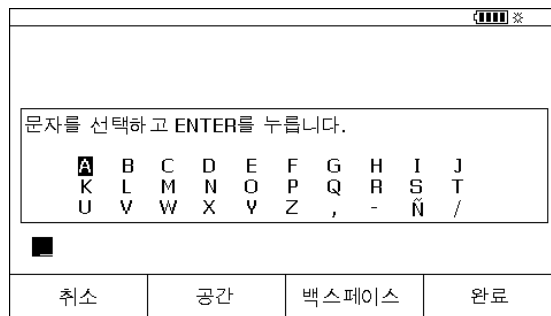 문자를 선택하고 ENTER를 누릅니다.
A B C D E F G H I J
K L M N O P Q R S T
U V W X Y Z , - Ñ /
취소 공간 백스페이스 완료